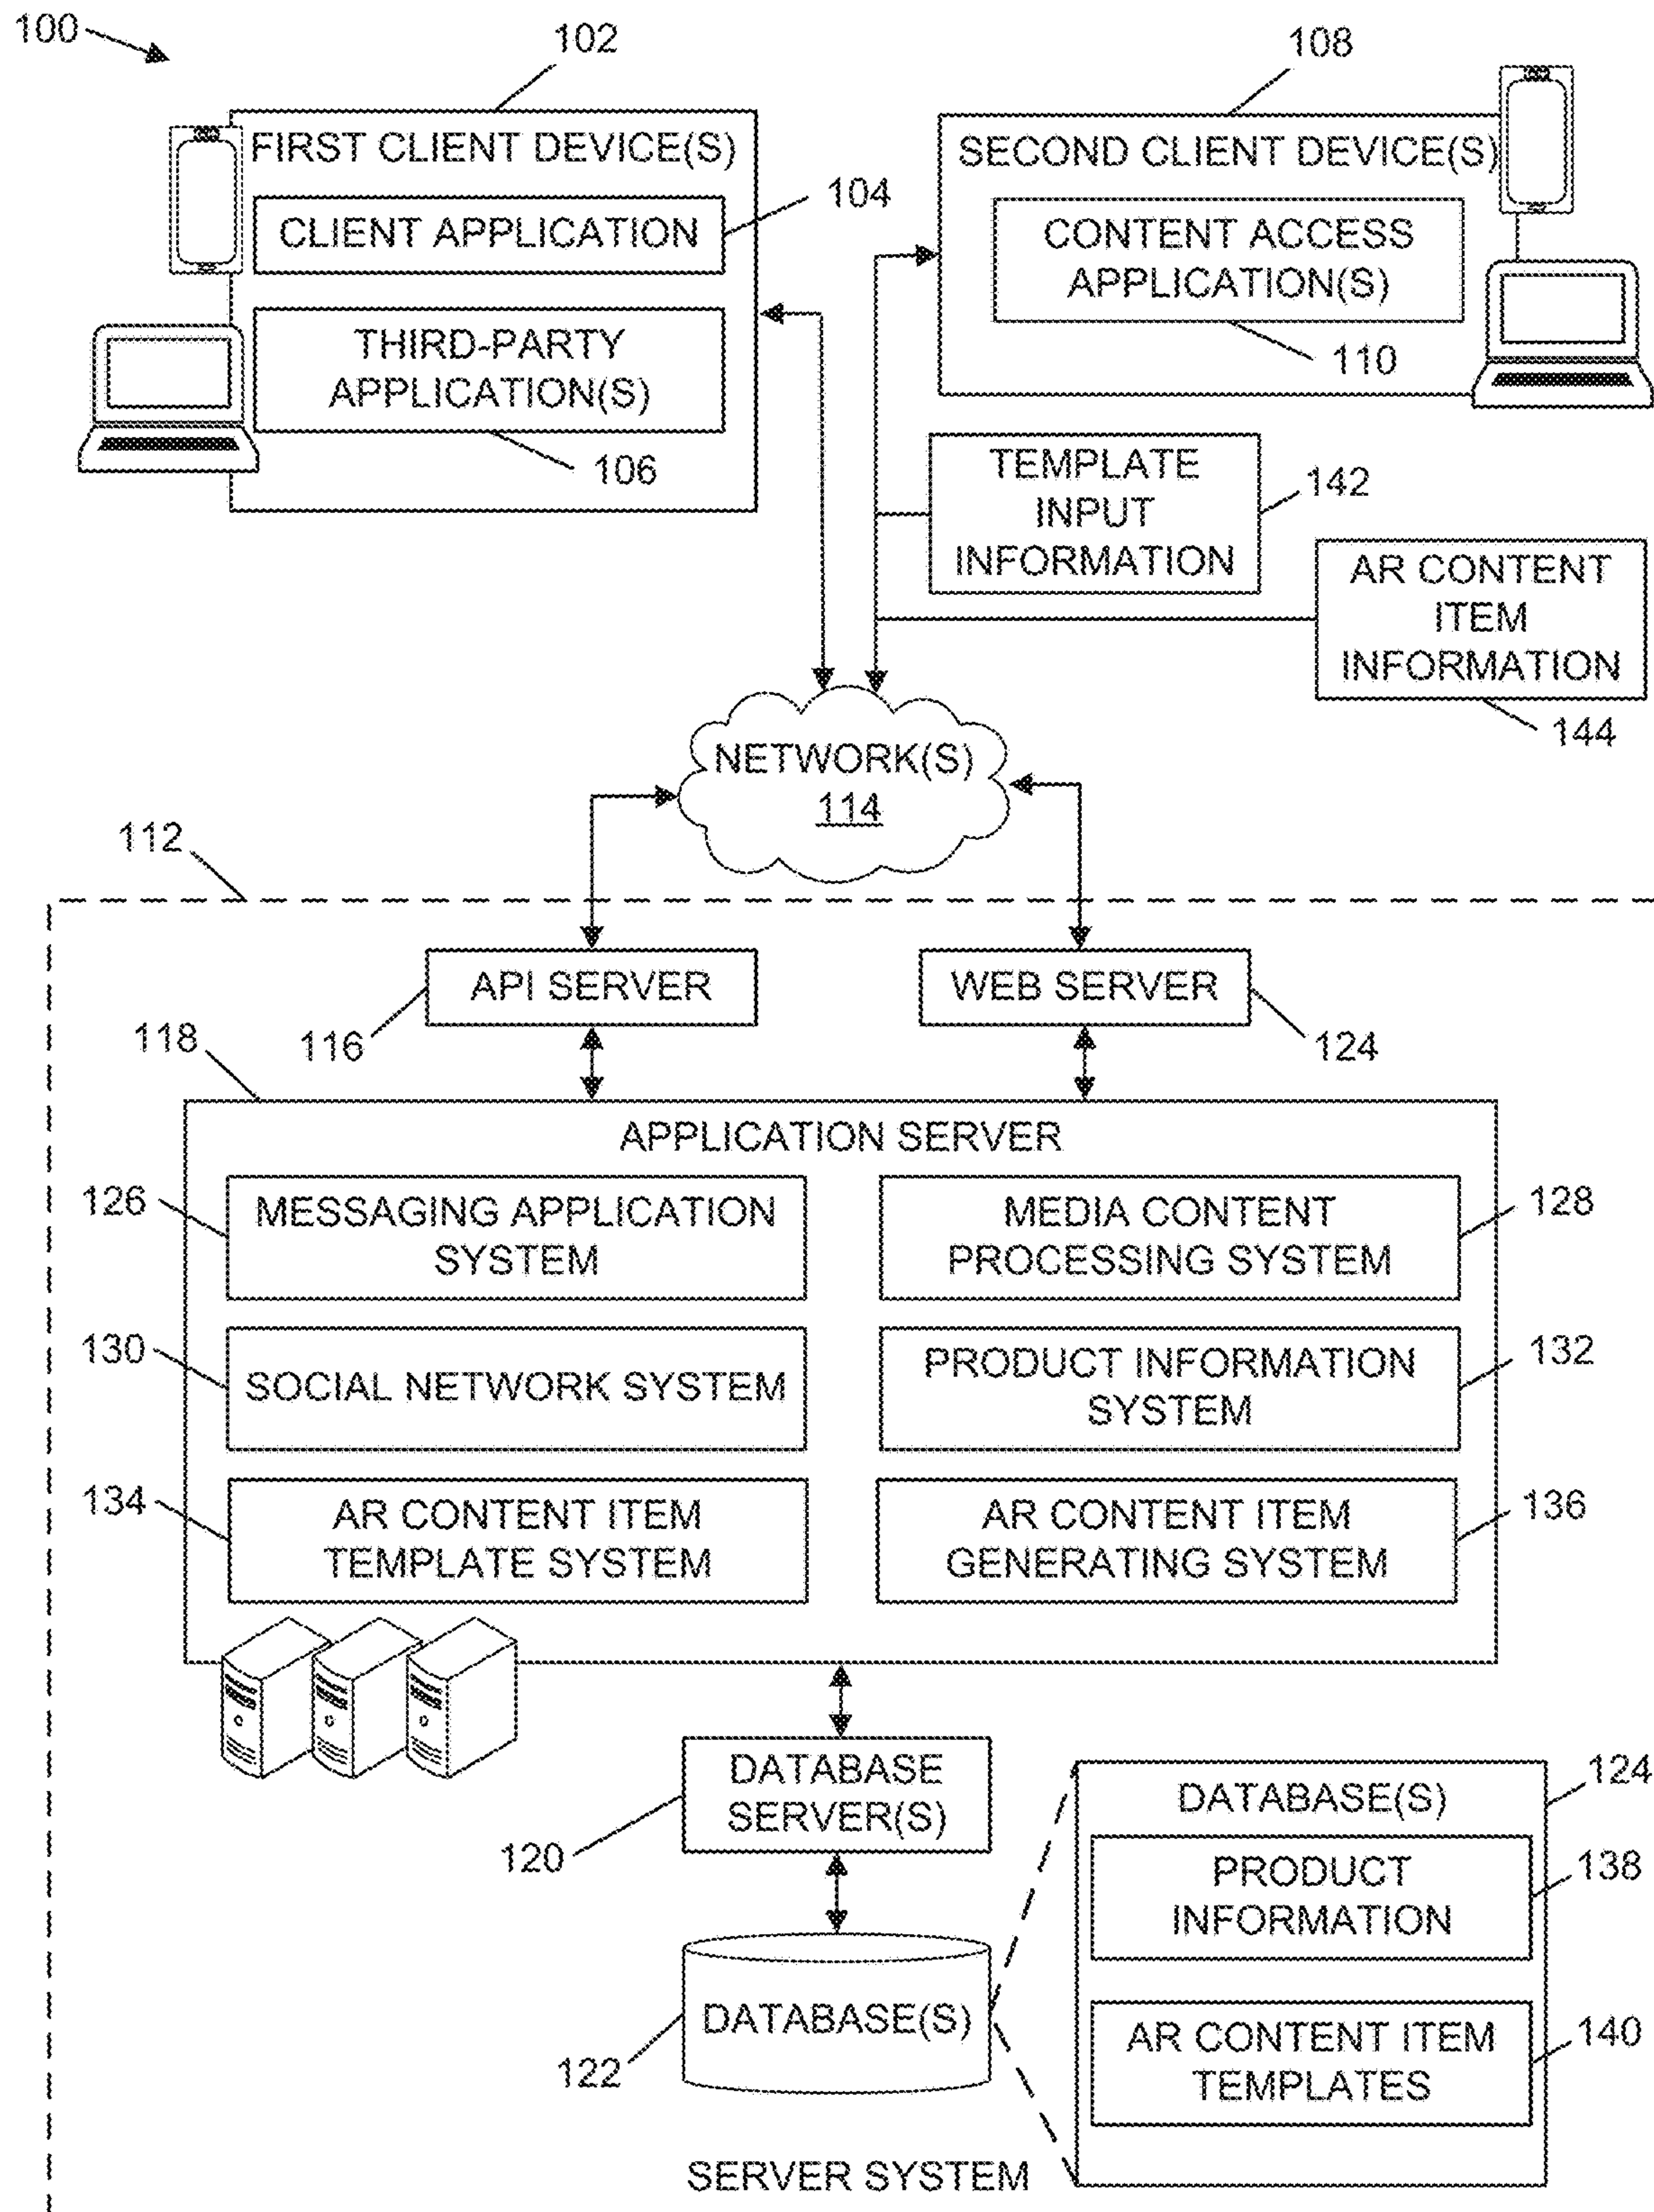 100
102
108
FIRST CLIENT DEVICE(S)
SECOND CLIENT DEVICE(S)
104
CLIENT APPLICATION
CONTENT ACCESS
APPLICATION(S)
THIRD-PARTY
APPLICATION(S)
110
106
TEMPLATE
INPUT
INFORMATION
142
AR CONTENT
ITEM
INFORMATION
144
NETWORK(S)
114
112
API SERVER
WEB SERVER
116
124
118
APPLICATION SERVER
126
MESSAGING APPLICATION
SYSTEM
MEDIA CONTENT
PROCESSING SYSTEM
128
130
SOCIAL NETWORK SYSTEM
PRODUCT INFORMATION
SYSTEM
132
134
AR CONTENT ITEM
TEMPLATE SYSTEM
AR CONTENT ITEM
GENERATING SYSTEM
136
DATABASE
SERVER(S)
120
DATABASE(S)
124
PRODUCT
INFORMATION
138
DATABASE(S)
122
AR CONTENT ITEM
TEMPLATES
140
SERVER SYSTEM